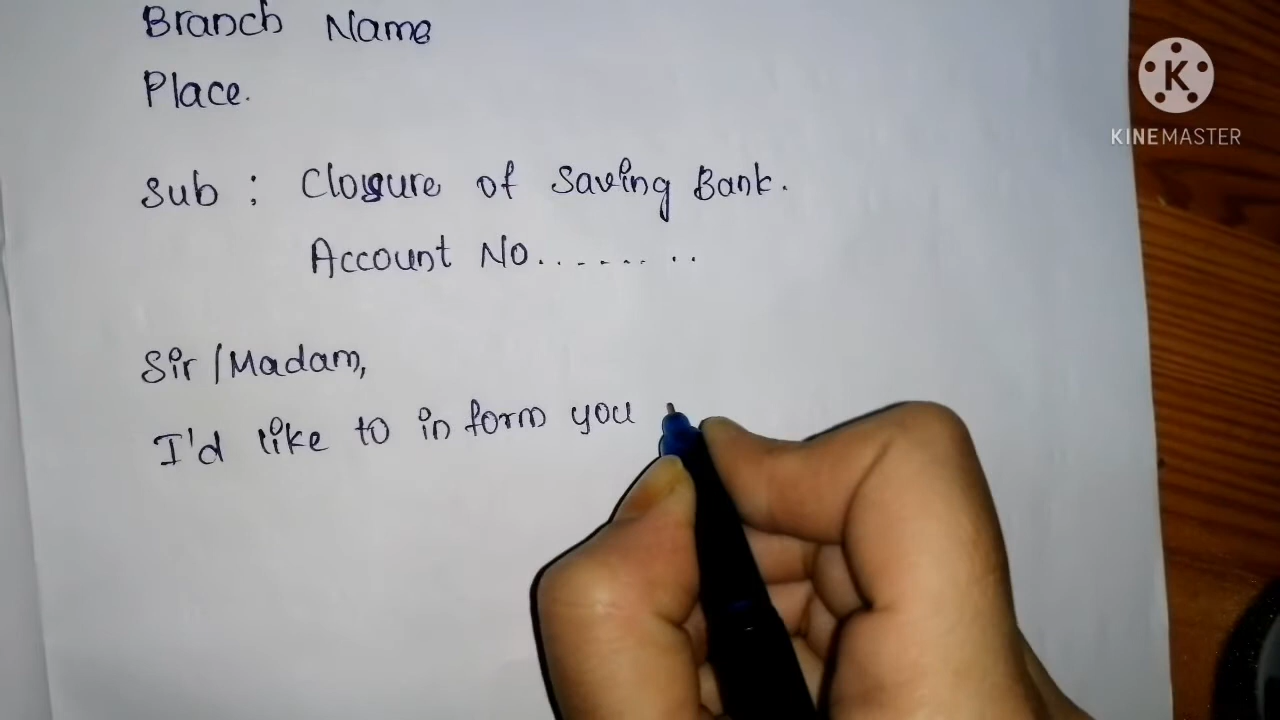 Branch Name
Place.
KINEMASTER
Sub : Closure of Saving Bank.
Account No........
Sir/Madam,
I'd like to inform you